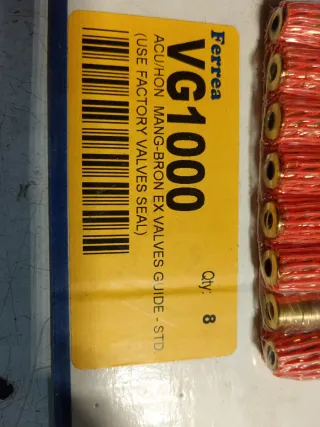 Ferrea
VG1000
Qty: 8
ACU/HON MANG-BRON EX VALVES GUIDE - STD.
(USE FACTORY VALVES SEAL)